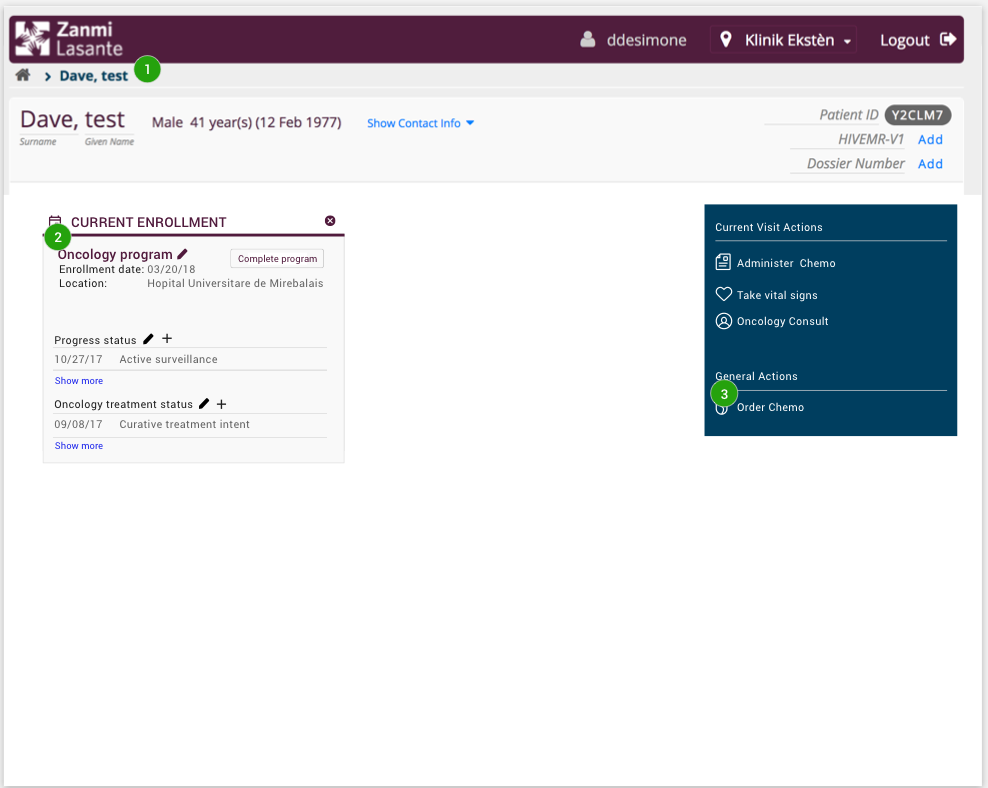 Zanmi
Lasante
ddesimone
Klinik Ekstèn
Logout
Dave, test
1
Dave, test
Surname
Given Name
Male 41 year(s) (12 Feb 1977)
Show Contact Info
Patient ID Y2CLM7
HIVEMR-V1 Add
Dossier Number Add
CURRENT ENROLLMENT
2
Oncology program
Complete program
Enrollment date: 03/20/18
Location: Hopital Universitare de Mirebalais
Progress status
10/27/17 Active surveillance
Show more
Oncology treatment status
09/08/17 Curative treatment intent
Show more
Current Visit Actions
Administer Chemo
Take vital signs
Oncology Consult
General Actions
3
Order Chemo